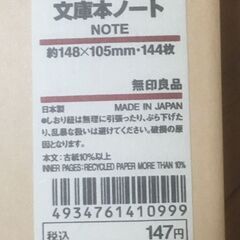 文庫本ノート
NOTE
約148×105mm・144枚
無印良品
日本製 MADE IN JAPAN
●しおり紐は無理に引張ったり、ぶら下げた
り、乱暴な扱いは避けてください。破損の原
因となります。
本文:古紙10%以上
INNER PAGES:RECYCLED PAPER MORE THAN 10%
4934761410999
税込 147円